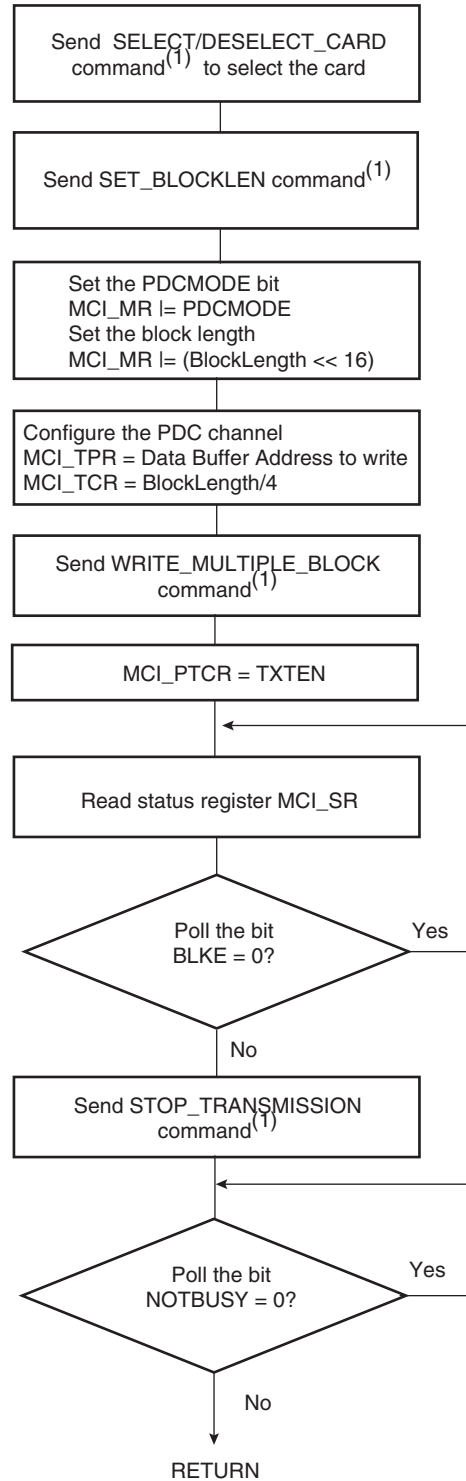 Send SELECT/DESELECT_CARD
command(1) to select the card
Send SET_BLOCKLEN command(1)
Set the PDCMODE bit
MCI_MR |= PDCMODE
Set the block length
MCI_MR |= (BlockLength << 16)
Configure the PDC channel
MCI_TPR = Data Buffer Address to write
MCI_TCR = BlockLength/4
Send WRITE_MULTIPLE_BLOCK
command(1)
MCI_PTCR = TXTEN
Read status register MCI_SR
Poll the bit
BLKE = 0?
Yes
No
Send STOP_TRANSMISSION
command(1)
Poll the bit
NOTBUSY = 0?
Yes
No
RETURN